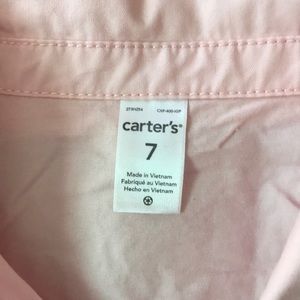 carter's®
7
Made in Vietnam
Fabriqué au Vietnam
Hecho en Vietnam